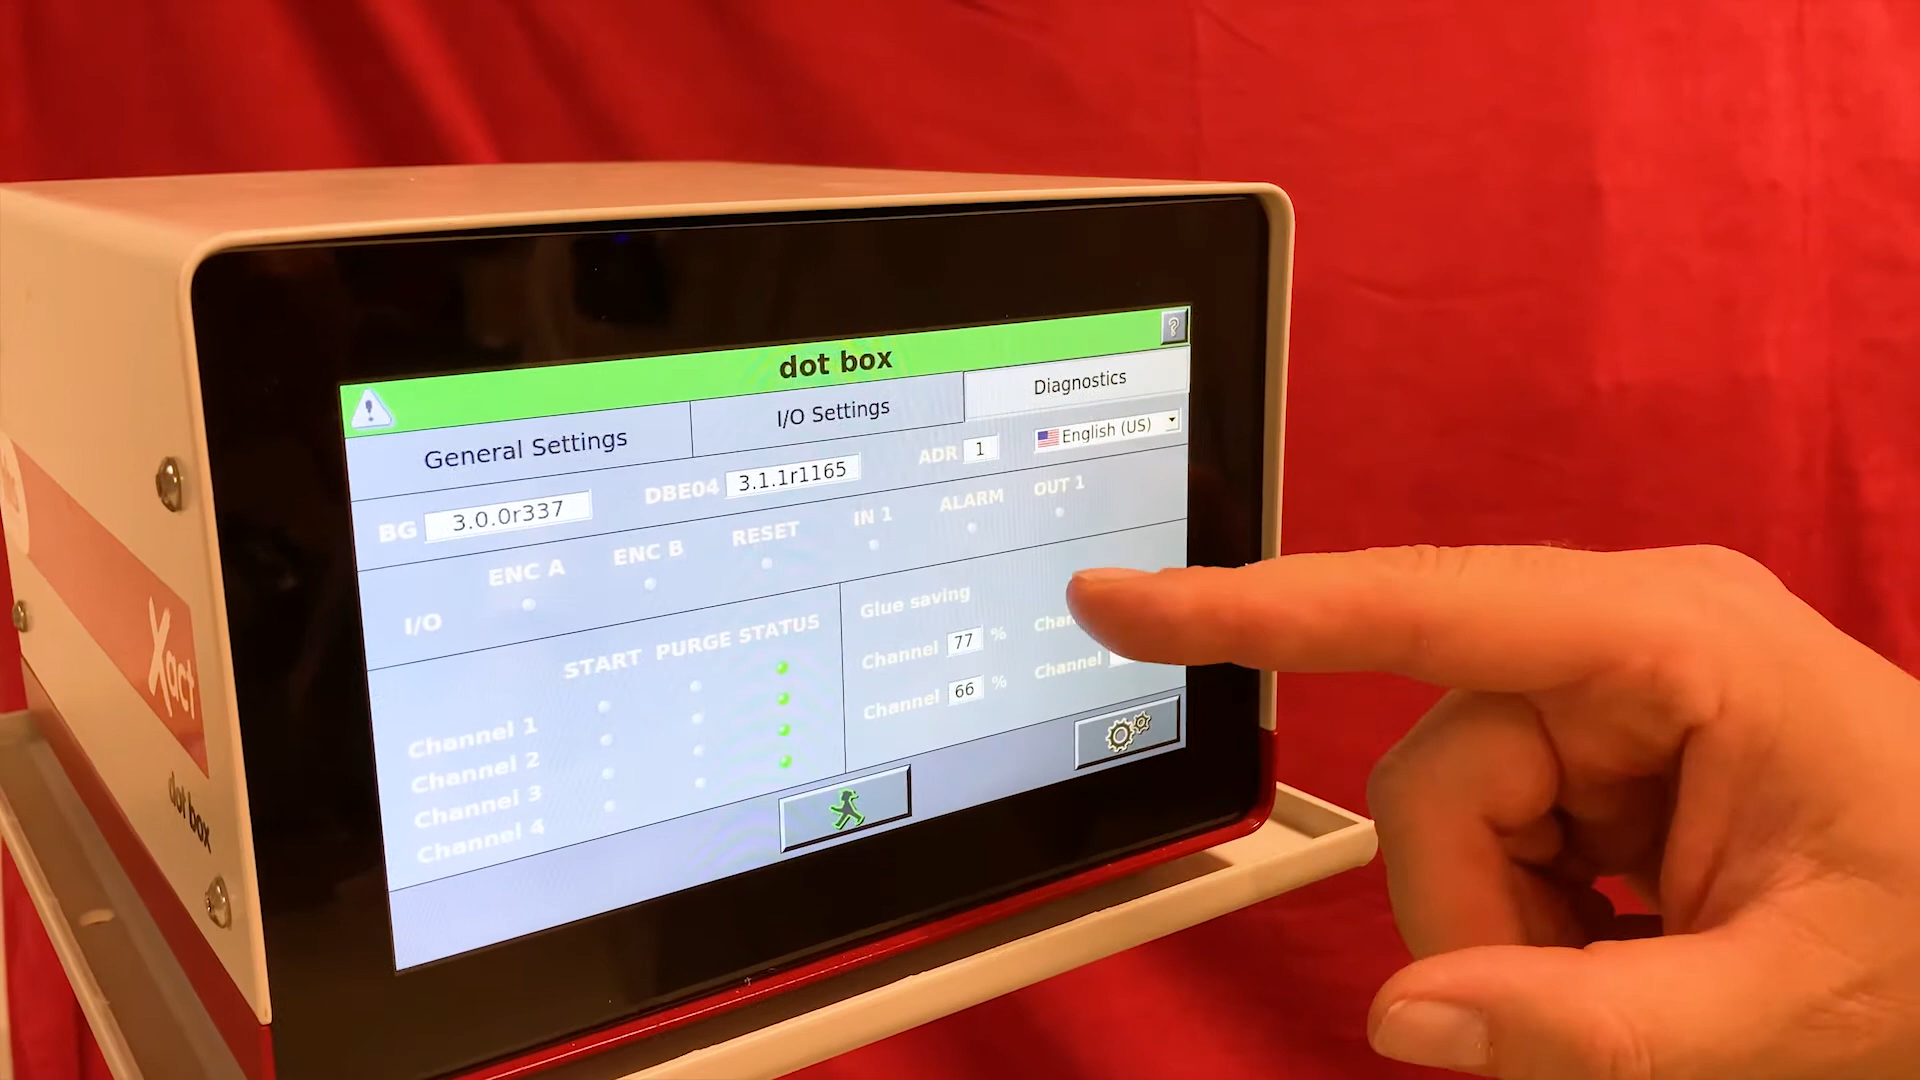 dot box
?
General Settings
I/O Settings
Diagnostics
BG 3.0.0r337
DBE04 3.1.1r1165
ADR 1
English (US)
I/O
ENC A
ENC B
RESET
IN 1
ALARM
OUT 1
START PURGE STATUS
Channel 1
Channel 2
Channel 3
Channel 4
Glue saving
Channel 77 %
Channel 66 %
Channel
Xact
dot box